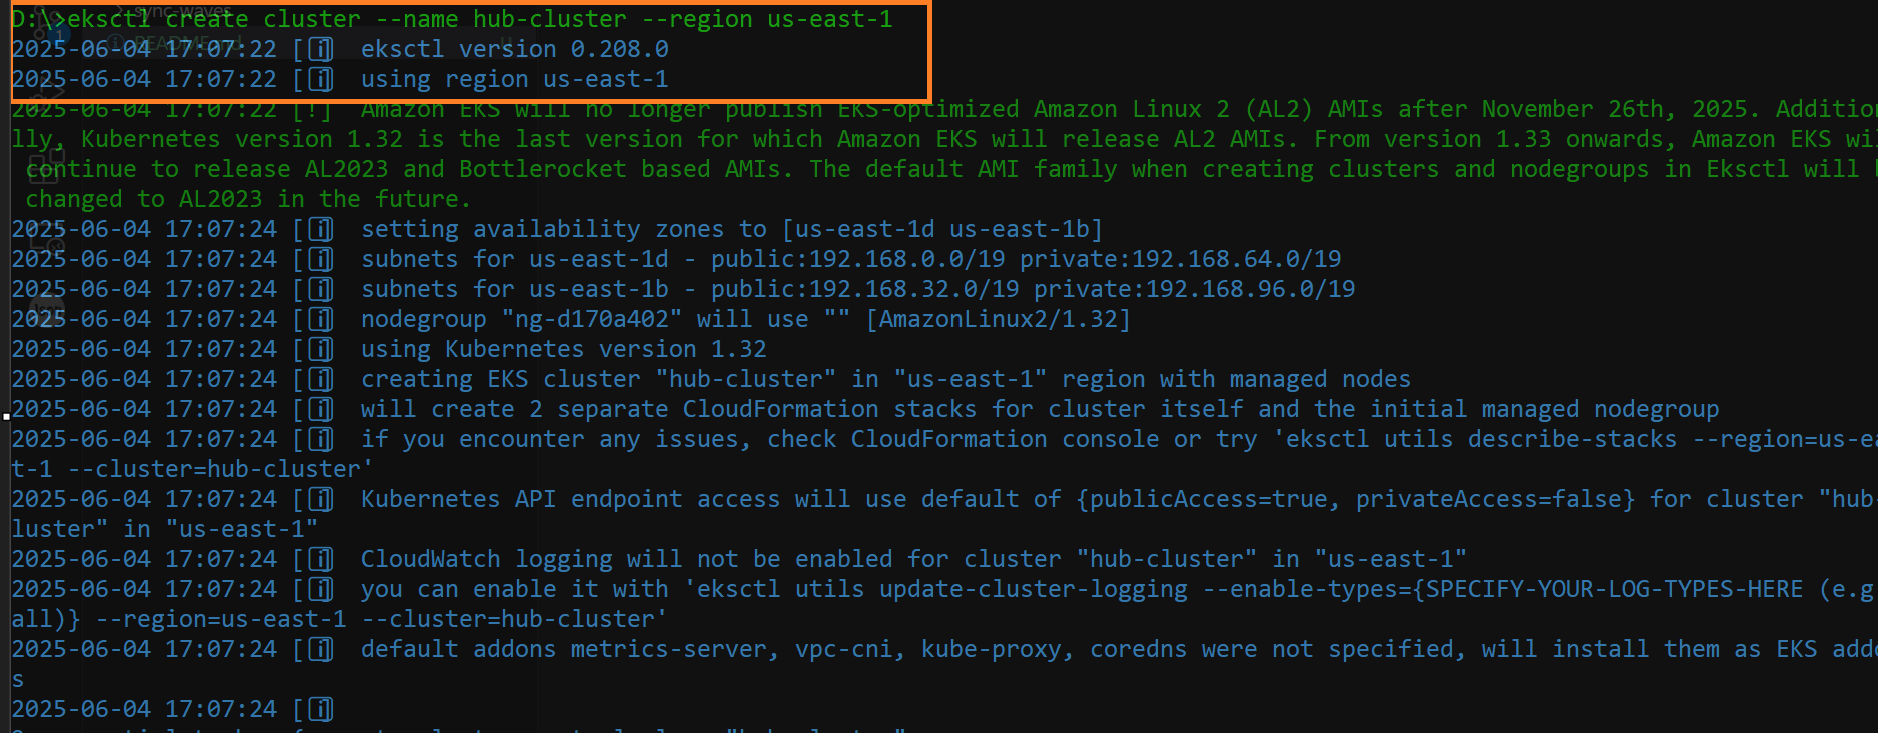 D:\>eksctl create cluster --name hub-cluster --region us-east-1
2025-06-04 17:07:22 [ℹ]  eksctl version 0.208.0
2025-06-04 17:07:22 [ℹ]  using region us-east-1
2025-06-04 17:07:22 [!]  Amazon EKS will no longer publish EKS-optimized Amazon Linux 2 (AL2) AMIs after November 26th, 2025. Addition
lly, Kubernetes version 1.32 is the last version for which Amazon EKS will release AL2 AMIs. From version 1.33 onwards, Amazon EKS wil
continue to release AL2023 and Bottlerocket based AMIs. The default AMI family when creating clusters and nodegroups in Eksctl will
changed to AL2023 in the future.
2025-06-04 17:07:24 [ℹ]  setting availability zones to [us-east-1d us-east-1b]
2025-06-04 17:07:24 [ℹ]  subnets for us-east-1d - public:192.168.0.0/19 private:192.168.64.0/19
2025-06-04 17:07:24 [ℹ]  subnets for us-east-1b - public:192.168.32.0/19 private:192.168.96.0/19
2025-06-04 17:07:24 [ℹ]  nodegroup "ng-d170a402" will use "" [AmazonLinux2/1.32]
2025-06-04 17:07:24 [ℹ]  using Kubernetes version 1.32
2025-06-04 17:07:24 [ℹ]  creating EKS cluster "hub-cluster" in "us-east-1" region with managed nodes
2025-06-04 17:07:24 [ℹ]  will create 2 separate CloudFormation stacks for cluster itself and the initial managed nodegroup
2025-06-04 17:07:24 [ℹ]  if you encounter any issues, check CloudFormation console or try 'eksctl utils describe-stacks --region=us-ea
t-1 --cluster=hub-cluster'
2025-06-04 17:07:24 [ℹ]  Kubernetes API endpoint access will use default of {publicAccess=true, privateAccess=false} for cluster "hub-
luster" in "us-east-1"
2025-06-04 17:07:24 [ℹ]  CloudWatch logging will not be enabled for cluster "hub-cluster" in "us-east-1"
2025-06-04 17:07:24 [ℹ]  you can enable it with 'eksctl utils update-cluster-logging --enable-types={SPECIFY-YOUR-LOG-TYPES-HERE (e.g
all)} --region=us-east-1 --cluster=hub-cluster'
2025-06-04 17:07:24 [ℹ]  default addons metrics-server, vpc-cni, kube-proxy, coredns were not specified, will install them as EKS addo
s
2025-06-04 17:07:24 [ℹ]
sync-waves
README.md